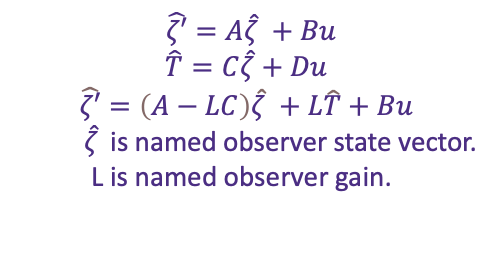 ζ̂′ = Aζ̂ + Bu
T̂ = Cζ̂ + Du
ζ̂′ = (A − LC)ζ̂ + LT̂ + Bu
ζ̂ is named observer state vector.
L is named observer gain.